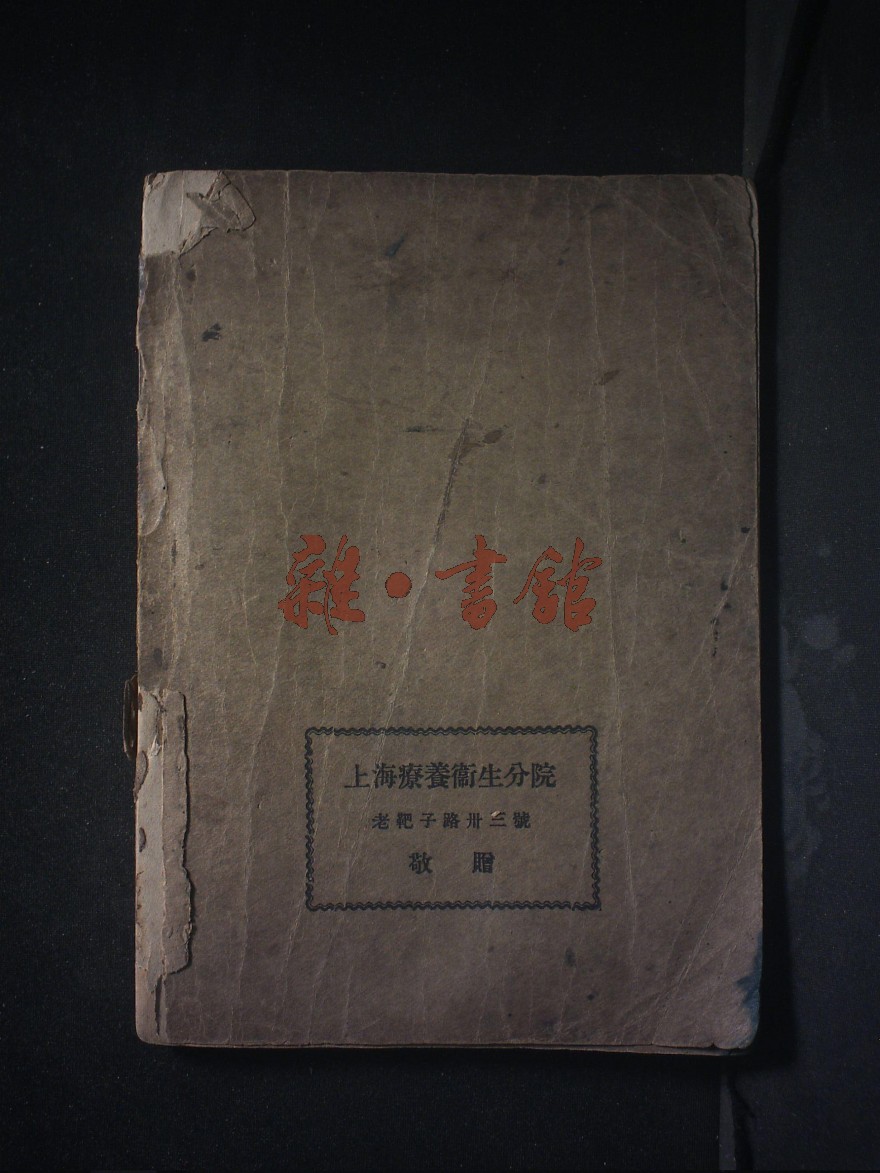 雜·書館
上海療養衞生分院
老靶子路卅三號
敬贈